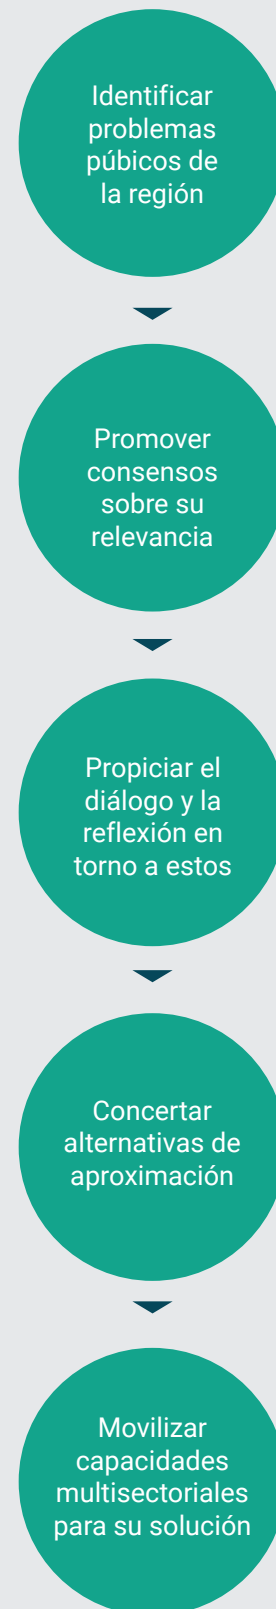 Identificar
problemas
púbicos de
la región
Promover
consensos
sobre su
relevancia
Propiciar el
diálogo y la
reflexión en
torno a estos
Concertar
alternativas de
aproximación
Movilizar
capacidades
multisectoriales
para su solución